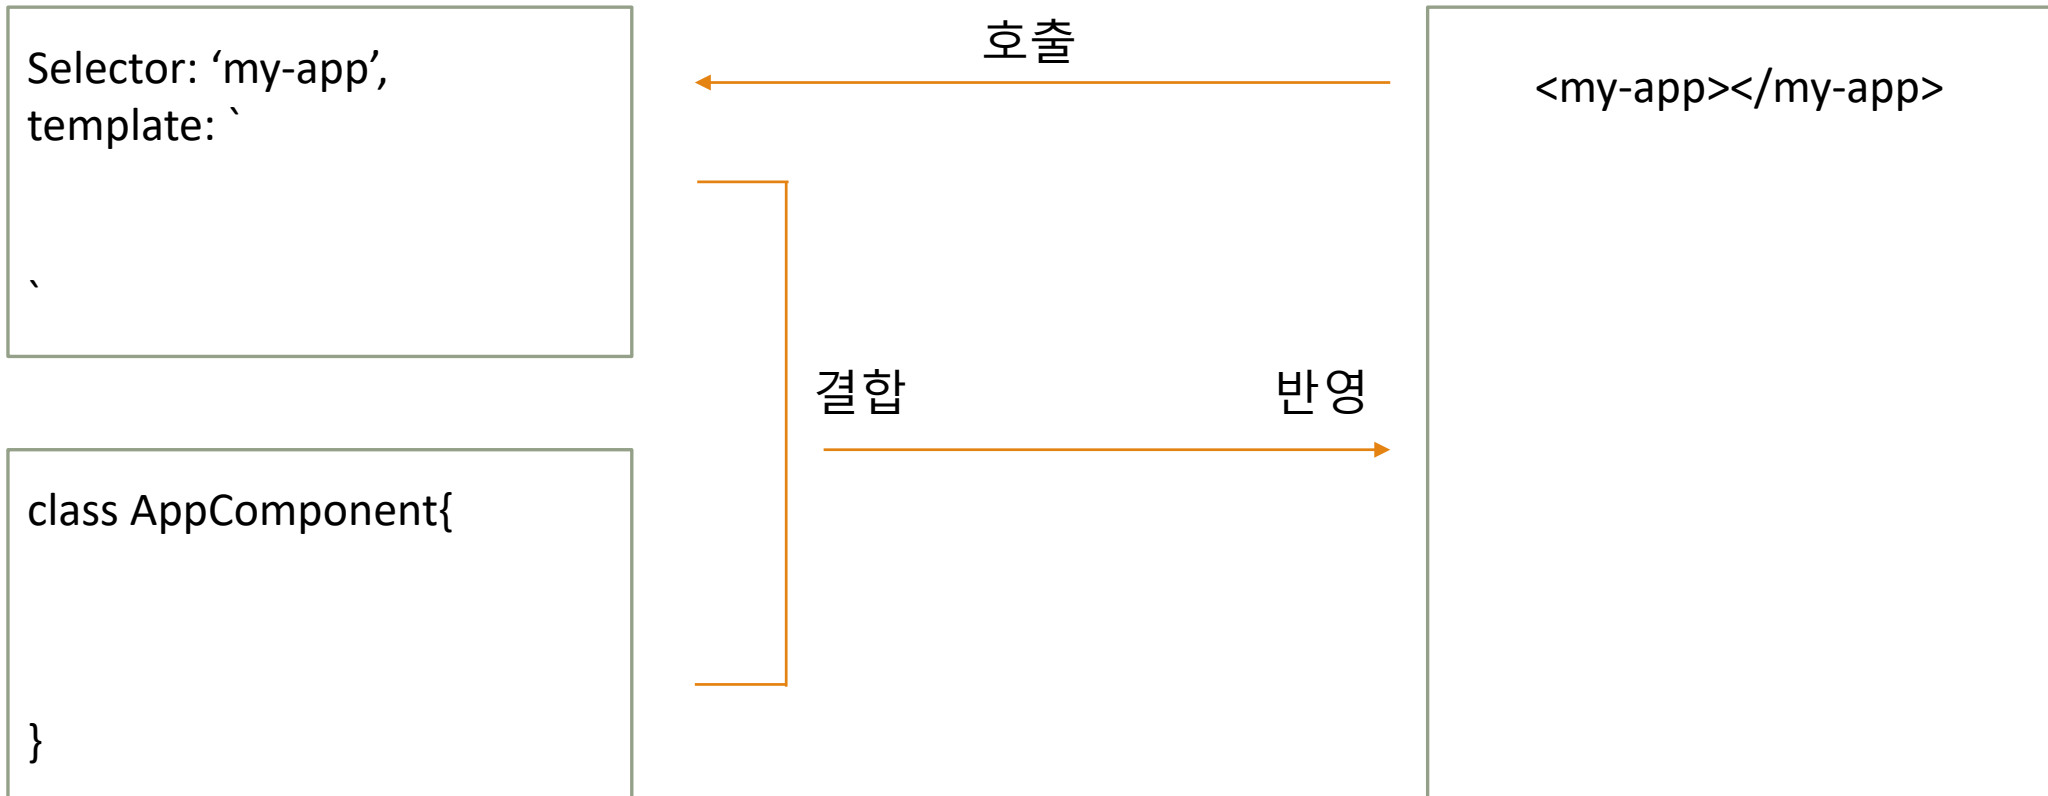 Selector: ‘my-app’,
template: `
`
호출
<my-app></my-app>
결합
반영
class AppComponent{
}